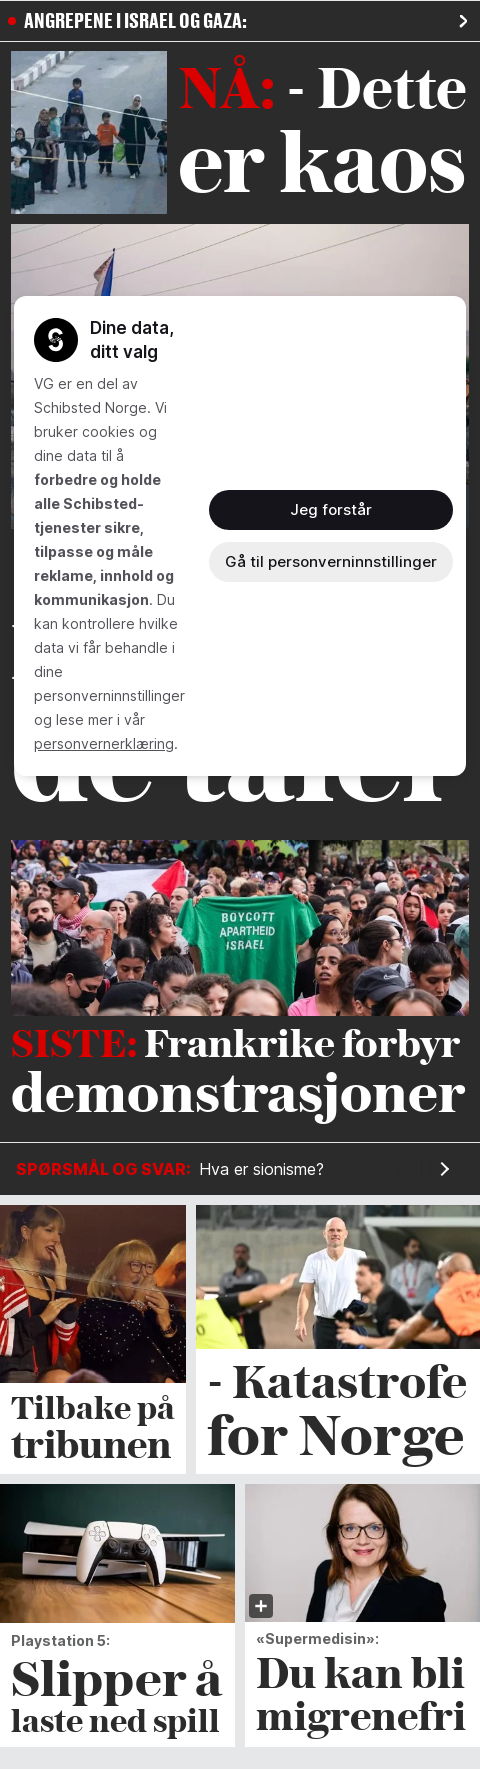 ANGREPENE I ISRAEL OG GAZA:
NÅ: - Dette
er kaos
Dine data,
ditt valg
VG er en del av
Schibsted Norge. Vi
bruker cookies og
dine data til å
forbedre og holde
alle Schibsted-
tjenester sikre,
tilpasse og måle
reklame, innhold og
kommunikasjon. Du
kan kontrollere hvilke
data vi får behandle i
dine
personverninnstillinger
og lese mer i vår
personvernerklæring.
Jeg forstår
Gå til personverninnstillinger
de taler
BOYCOTT
APARTHEID
ISRAEL
SISTE: Frankrike forbyr
demonstrasjoner
SPØRSMÅL OG SVAR: Hva er sionisme?
Tilbake på
tribunen
- Katastrofe
for Norge
Playstation 5:
Slipper å
laste ned spill
«Supermedisin»:
Du kan bli
migrenefri